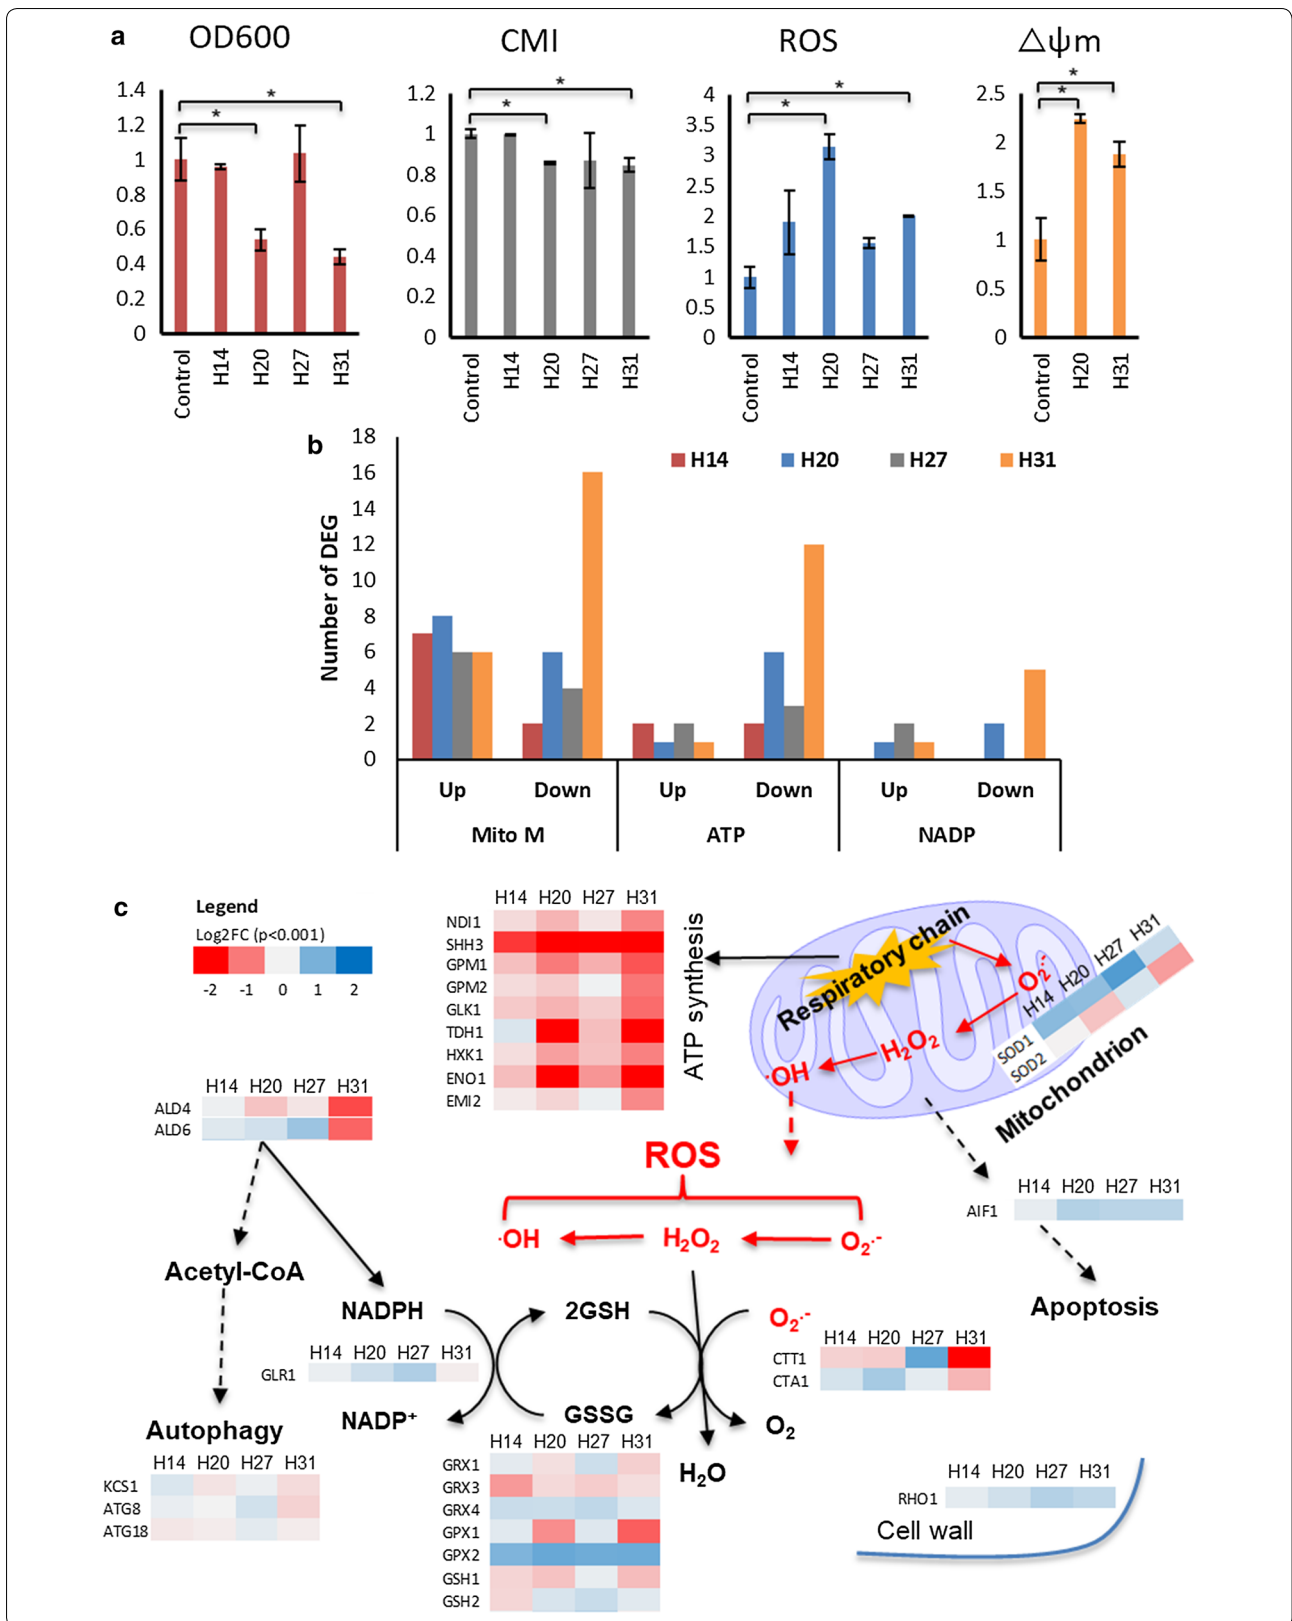 a
OD600
CMI
ROS
△ψm
1.4
1.2
1
0.8
0.6
0.4
0.2
0
*
*
Control
H14
H20
H27
H31
1.2
1
0.8
0.6
0.4
0.2
0
*
*
Control
H14
H20
H27
H31
4
3.5
3
2.5
2
1.5
1
0.5
0
*
*
Control
H14
H20
H27
H31
2.5
2
1.5
1
0.5
0
*
*
Control
H20
H31
b
Number of DEG
18
16
14
12
10
8
6
4
2
0
H14 H20 H27 H31
Up Down Up Down Up Down
Mito M ATP NADP
c
Legend
Log2FC (p<0.001)
-2 -1 0 1 2
H14 H20 H27 H31
NDI1
SHH3
GPM1
GPM2
GLK1
TDH1
HXK1
ENO1
EMI2
ATP synthesis
Respiratory chain
O₂·-
H₂O₂
·OH
H14 H20 H27 H31
SOD1
SOD2
Mitochondrion
H14 H20 H27 H31
ALD4
ALD6
ROS
·OH
H₂O₂
O₂·-
H14 H20 H27 H31
AIF1
Apoptosis
Acetyl-CoA
NADPH
2GSH
O₂·-
H14 H20 H27 H31
GLR1
H14 H20 H27 H31
CTT1
CTA1
NADP⁺
GSSG
O₂
H₂O
Autophagy
H14 H20 H27 H31
KCS1
ATG8
ATG18
H14 H20 H27 H31
GRX1
GRX3
GRX4
GPX1
GPX2
GSH1
GSH2
H14 H20 H27 H31
RHO1
Cell wall